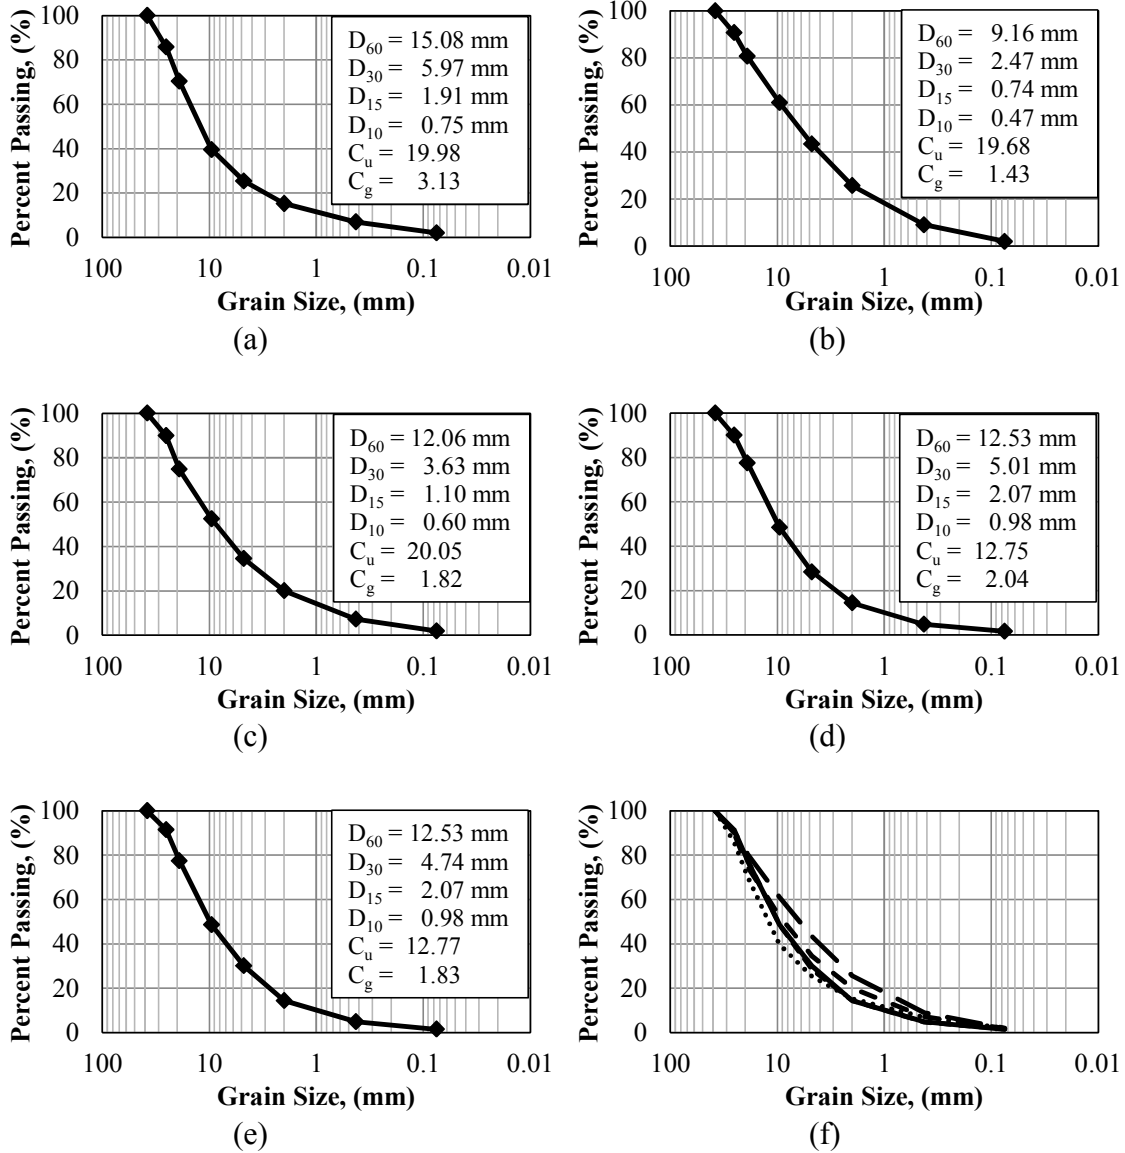 Percent Passing, (%)
100
80
60
40
20
0
D60 = 15.08 mm
D30 = 5.97 mm
D15 = 1.91 mm
D10 = 0.75 mm
Cu = 19.98
Cg = 3.13
100 10 1 0.1 0.01
Grain Size, (mm)
(a)
Percent Passing, (%)
100
80
60
40
20
0
D60 = 9.16 mm
D30 = 2.47 mm
D15 = 0.74 mm
D10 = 0.47 mm
Cu = 19.68
Cg = 1.43
100 10 1 0.1 0.01
Grain Size, (mm)
(b)
Percent Passing, (%)
100
80
60
40
20
0
D60 = 12.06 mm
D30 = 3.63 mm
D15 = 1.10 mm
D10 = 0.60 mm
Cu = 20.05
Cg = 1.82
100 10 1 0.1 0.01
Grain Size, (mm)
(c)
Percent Passing, (%)
100
80
60
40
20
0
D60 = 12.53 mm
D30 = 5.01 mm
D15 = 2.07 mm
D10 = 0.98 mm
Cu = 12.75
Cg = 2.04
100 10 1 0.1 0.01
Grain Size, (mm)
(d)
Percent Passing, (%)
100
80
60
40
20
0
D60 = 12.53 mm
D30 = 4.74 mm
D15 = 2.07 mm
D10 = 0.98 mm
Cu = 12.77
Cg = 1.83
100 10 1 0.1 0.01
Grain Size, (mm)
(e)
Percent Passing, (%)
100
80
60
40
20
0
100 10 1 0.1 0.01
Grain Size, (mm)
(f)